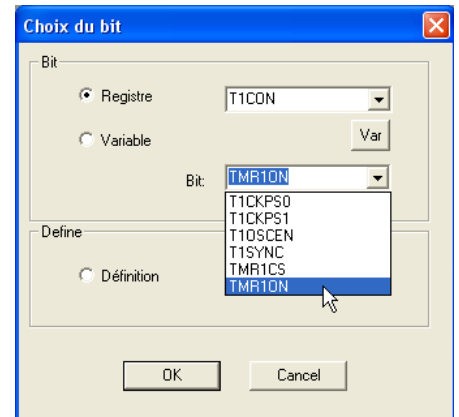 Choix du bit
Bit
Registre T1CON
Variable Var
Bit: TMR1ON
T1CKPS0
T1CKPS1
T1OSCEN
T1SYNC
TMR1CS
TMR1ON
Define
Définition
OK Cancel